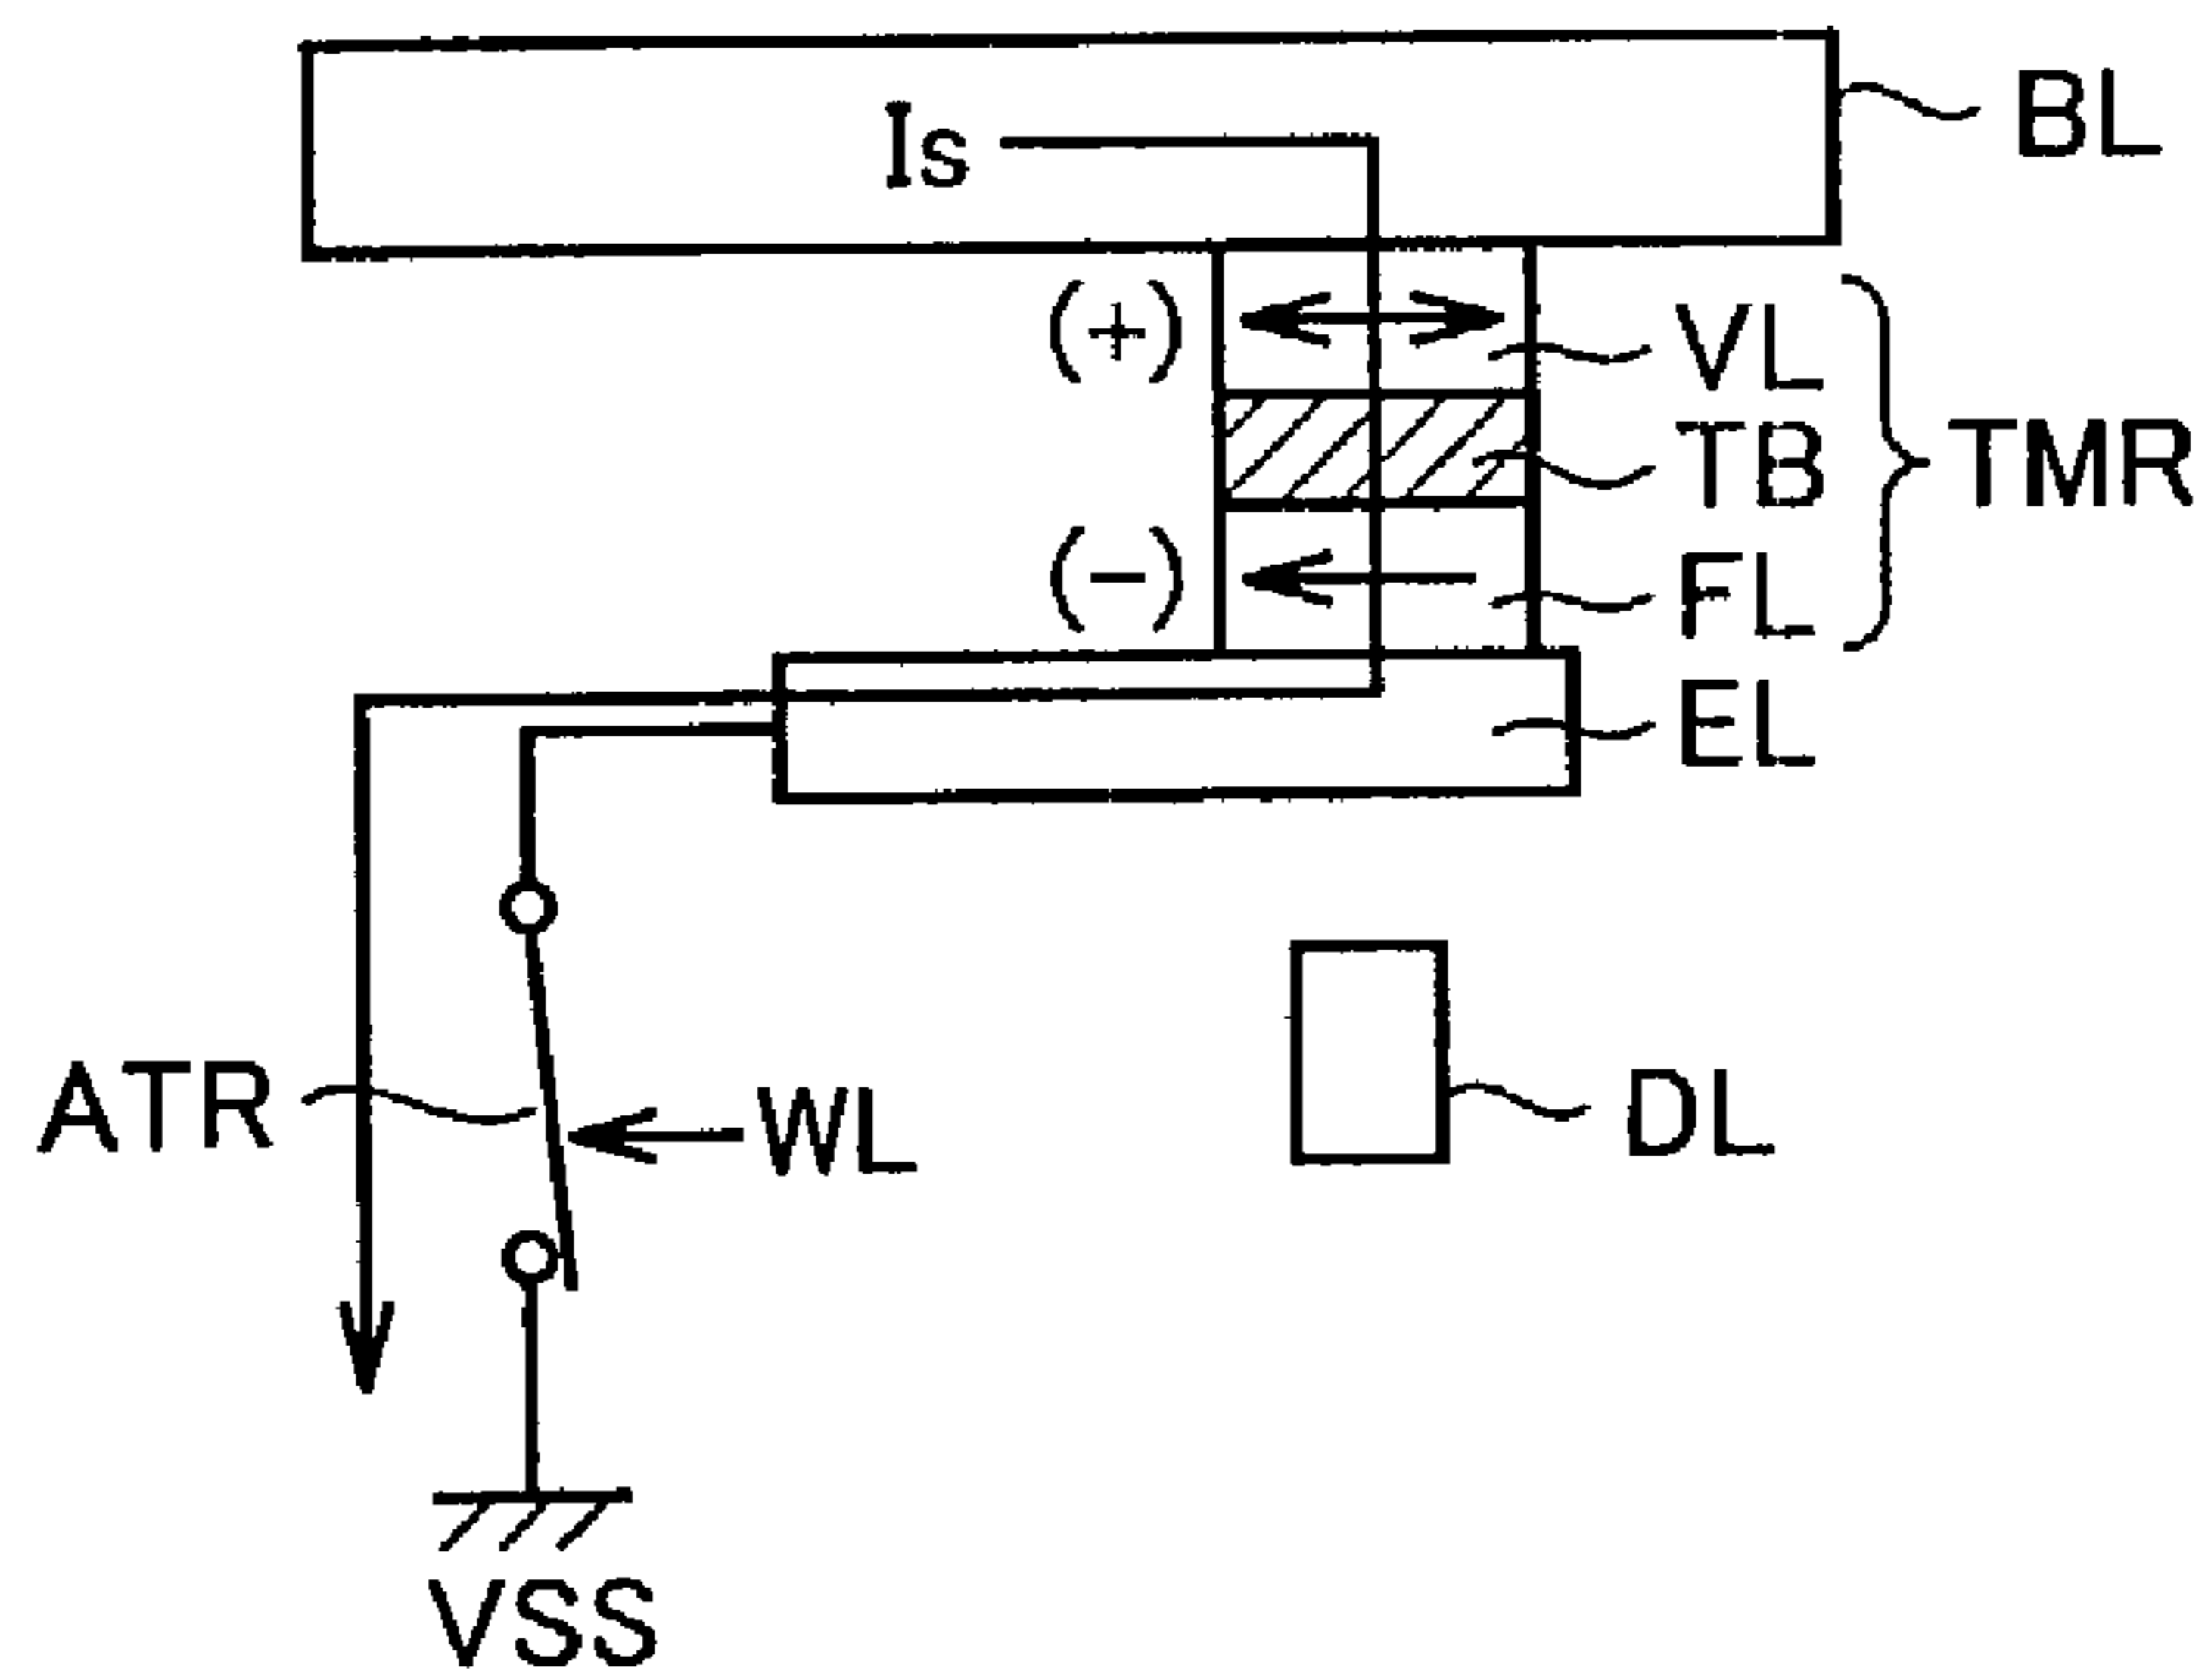 BL
Is
(+)
VL
TB
TMR
(−)
FL
EL
ATR
WL
DL
VSS